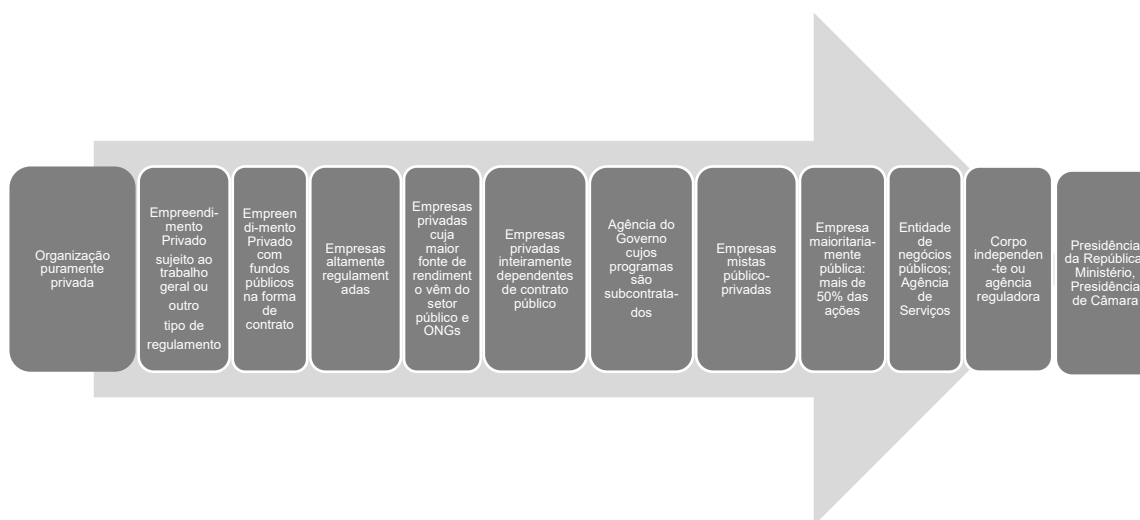 Organização
puramente
privada
Empreendi-
mento
Privado
sujeito ao
trabalho
geral ou
outro
tipo de
regulamento
Empreen
di-mento
Privado
com
fundos
públicos
na forma
de
contrato
Empresas
altamente
regulament
adas
Empresas
privadas
cuja
maior
fonte de
rendiment
o vêm do
setor
público e
ONGs
Empresas
privadas
inteiramente
dependentes
de contrato
público
Agência do
Governo
cujos
programas
são
subcontrata-
dos
Empresas
mistas
público-
privadas
Empresa
maioritaria-
mente
pública:
mais de
50% das
ações
Entidade
de
negócios
públicos;
Agência
de
Serviços
Corpo
independen
-te ou
agência
reguladora
Presidência
da República
Ministério,
Presidência
de Câmara